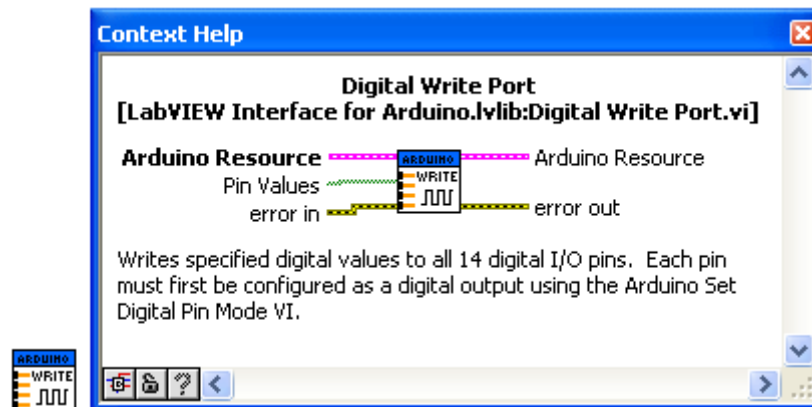 Context Help
Digital Write Port
[LabVIEW Interface for Arduino.lvlib:Digital Write Port.vi]
Arduino Resource ARDUINO Arduino Resource
Pin Values WRITE
error in error out
Writes specified digital values to all 14 digital I/O pins.  Each pin
must first be configured as a digital output using the Arduino Set
Digital Pin Mode VI.
ARDUINO
WRITE
?